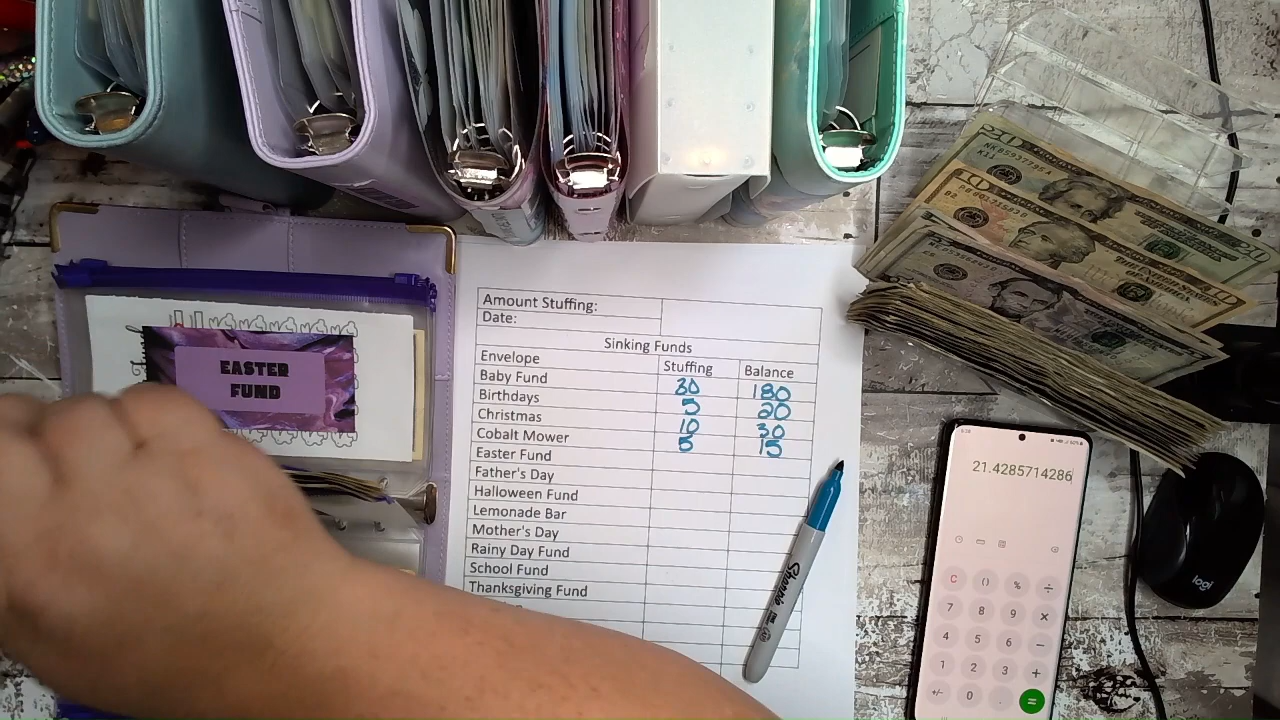 EASTER
FUND
Amount Stuffing:
Date:
Sinking Funds
Envelope Stuffing Balance
Baby Fund 30 180
Birthdays 5 20
Christmas 10 30
Cobalt Mower 5 15
Easter Fund
Father's Day
Halloween Fund
Lemonade Bar
Mother's Day
Rainy Day Fund
School Fund
Thanksgiving Fund
Sharpie
21.4285714286
C () % ÷
7 8 9 ×
4 5 6 −
1 2 3 +
+/- 0 . =
logi